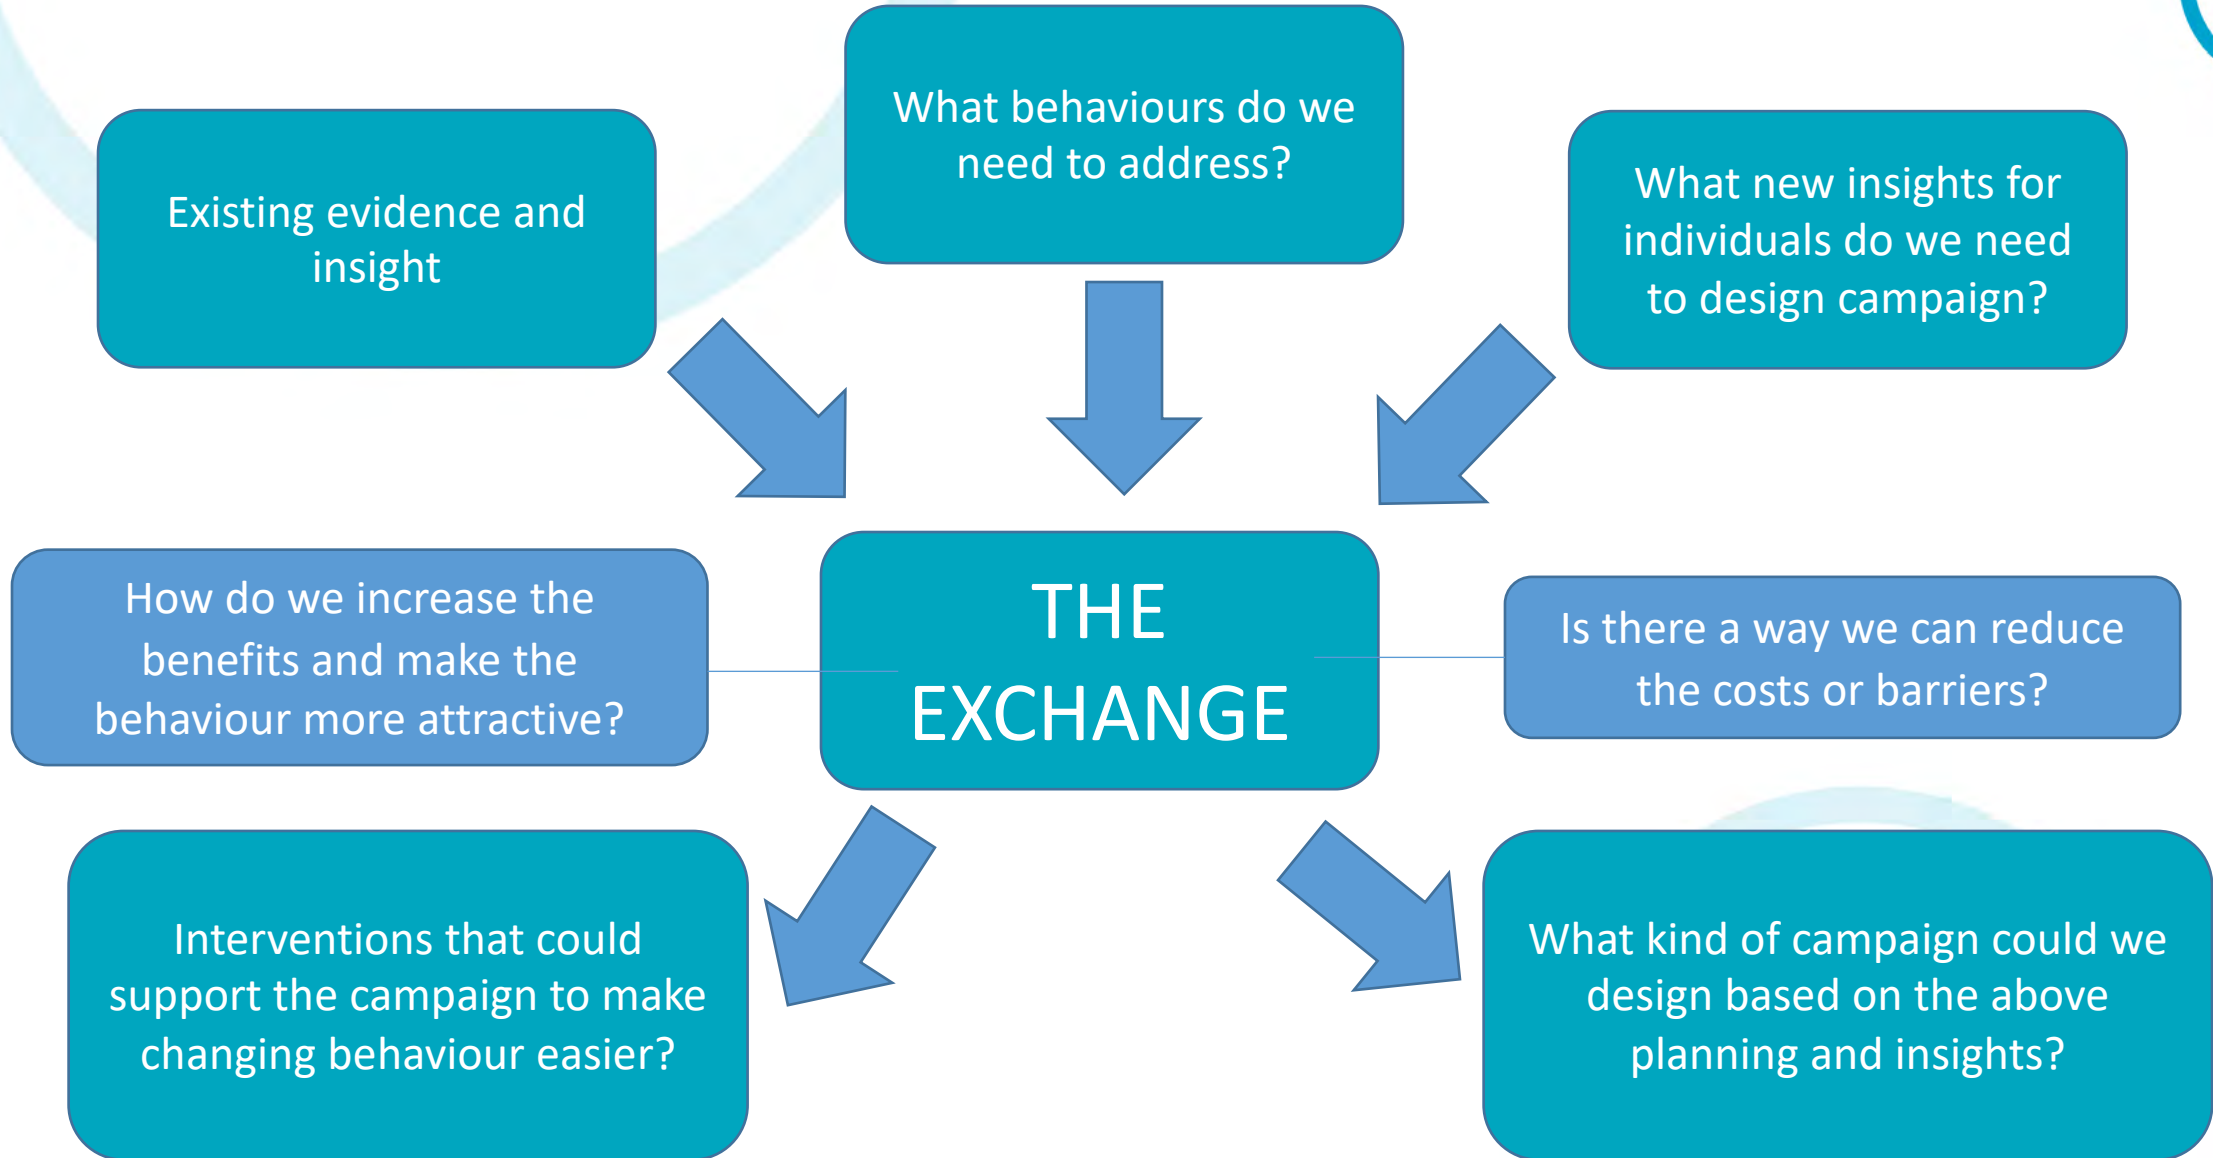 What behaviours do we
need to address?
Existing evidence and
insight
What new insights for
individuals do we need
to design campaign?
How do we increase the
benefits and make the
behaviour more attractive?
THE
EXCHANGE
Is there a way we can reduce
the costs or barriers?
Interventions that could
support the campaign to make
changing behaviour easier?
What kind of campaign could we
design based on the above
planning and insights?